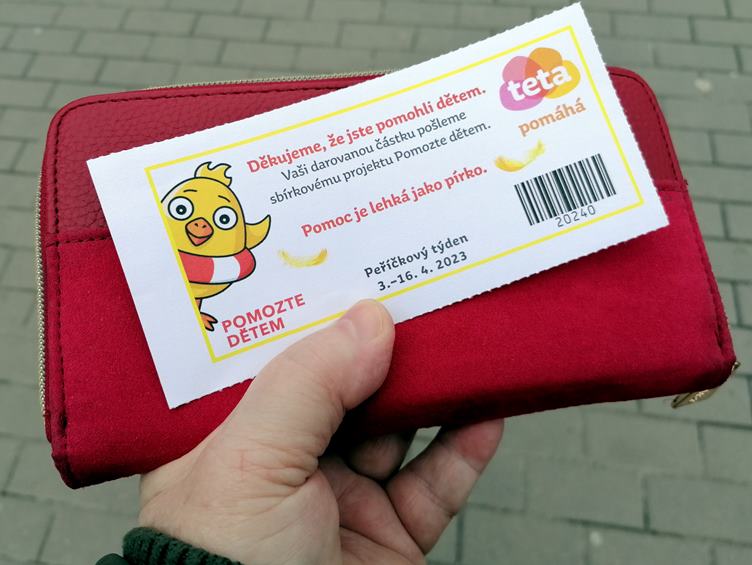 teta
pomáhá
Děkujeme, že jste pomohli dětem.
Vaši darovanou částku pošleme
sbírkovému projektu Pomozte dětem.
Pomoc je lehká jako pírko.
20240
Peříčkový týden
3.–16. 4. 2023
POMOZTE
DĚTEM